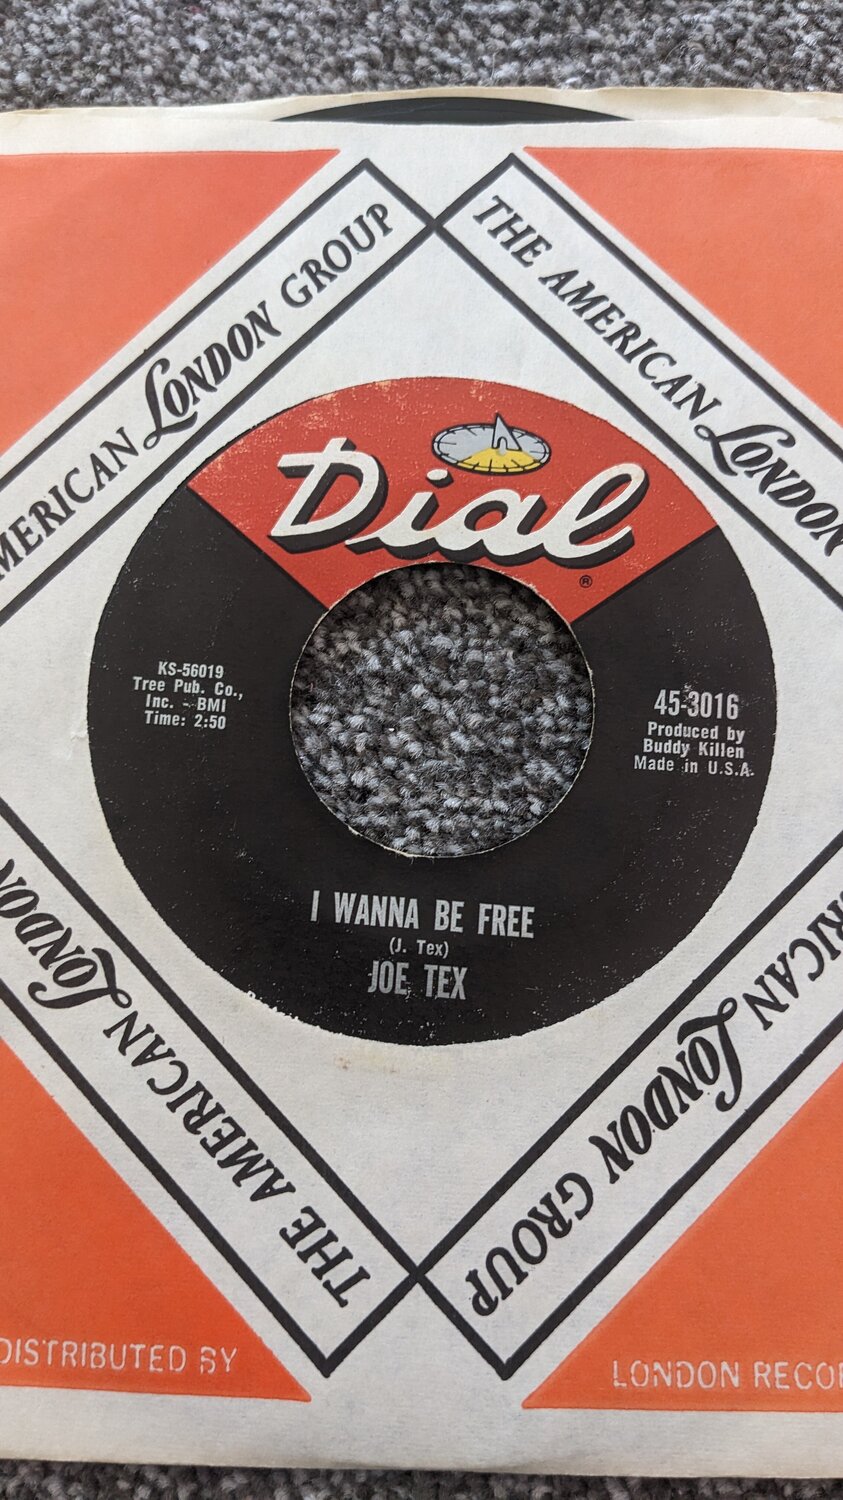 AMERICAN LONDON GROUP
THE AMERICAN LONDON
Dial
®
KS-56019
Tree Pub. Co.,
Inc. - BMI
Time: 2:50
45-3016
Produced by
Buddy Killen
Made in U.S.A.
I WANNA BE FREE
(J. Tex)
JOE TEX
THE AMERICAN LONDON
AMERICAN LONDON GROUP
DISTRIBUTED BY
LONDON RECO